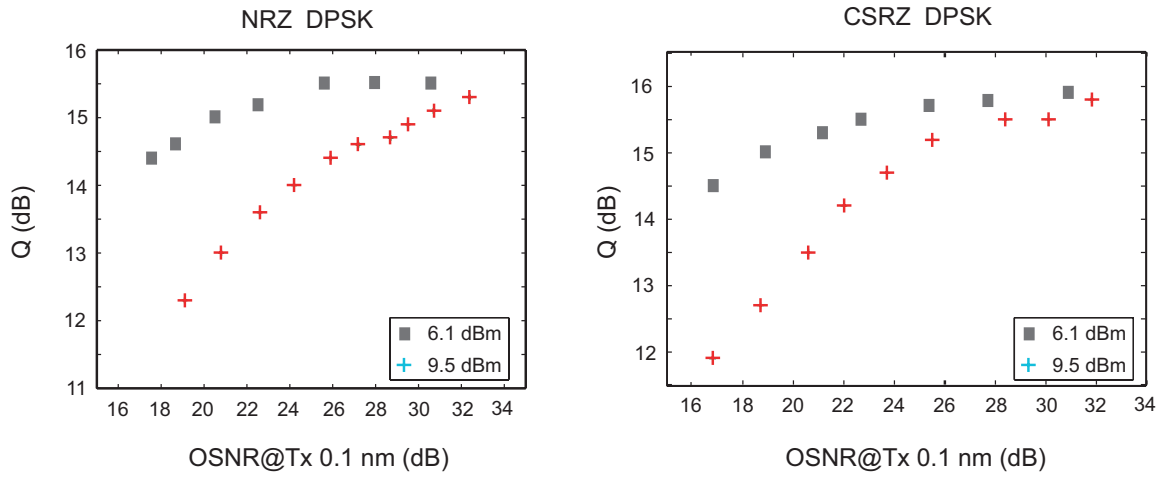 NRZ DPSK
16
15
14
13
12
11
Q (dB)
6.1 dBm
9.5 dBm
16 18 20 22 24 26 28 30 32 34
OSNR@Tx 0.1 nm (dB)
CSRZ DPSK
16
15
14
13
12
Q (dB)
6.1 dBm
9.5 dBm
16 18 20 22 24 26 28 30 32 34
OSNR@Tx 0.1 nm (dB)